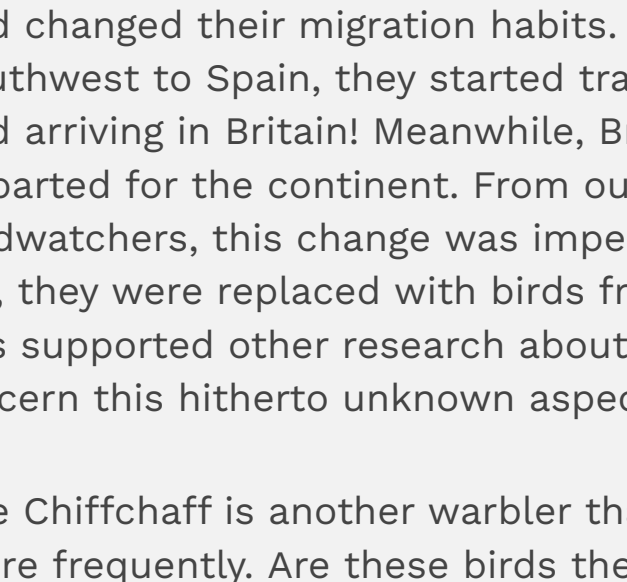 d changed their migration habits.
uthwest to Spain, they started tra
d arriving in Britain! Meanwhile, Br
parted for the continent. From ou
dwatchers, this change was impe
, they were replaced with birds fr
s supported other research about
cern this hitherto unknown aspec
e Chiffchaff is another warbler tha
re frequently. Are these birds the